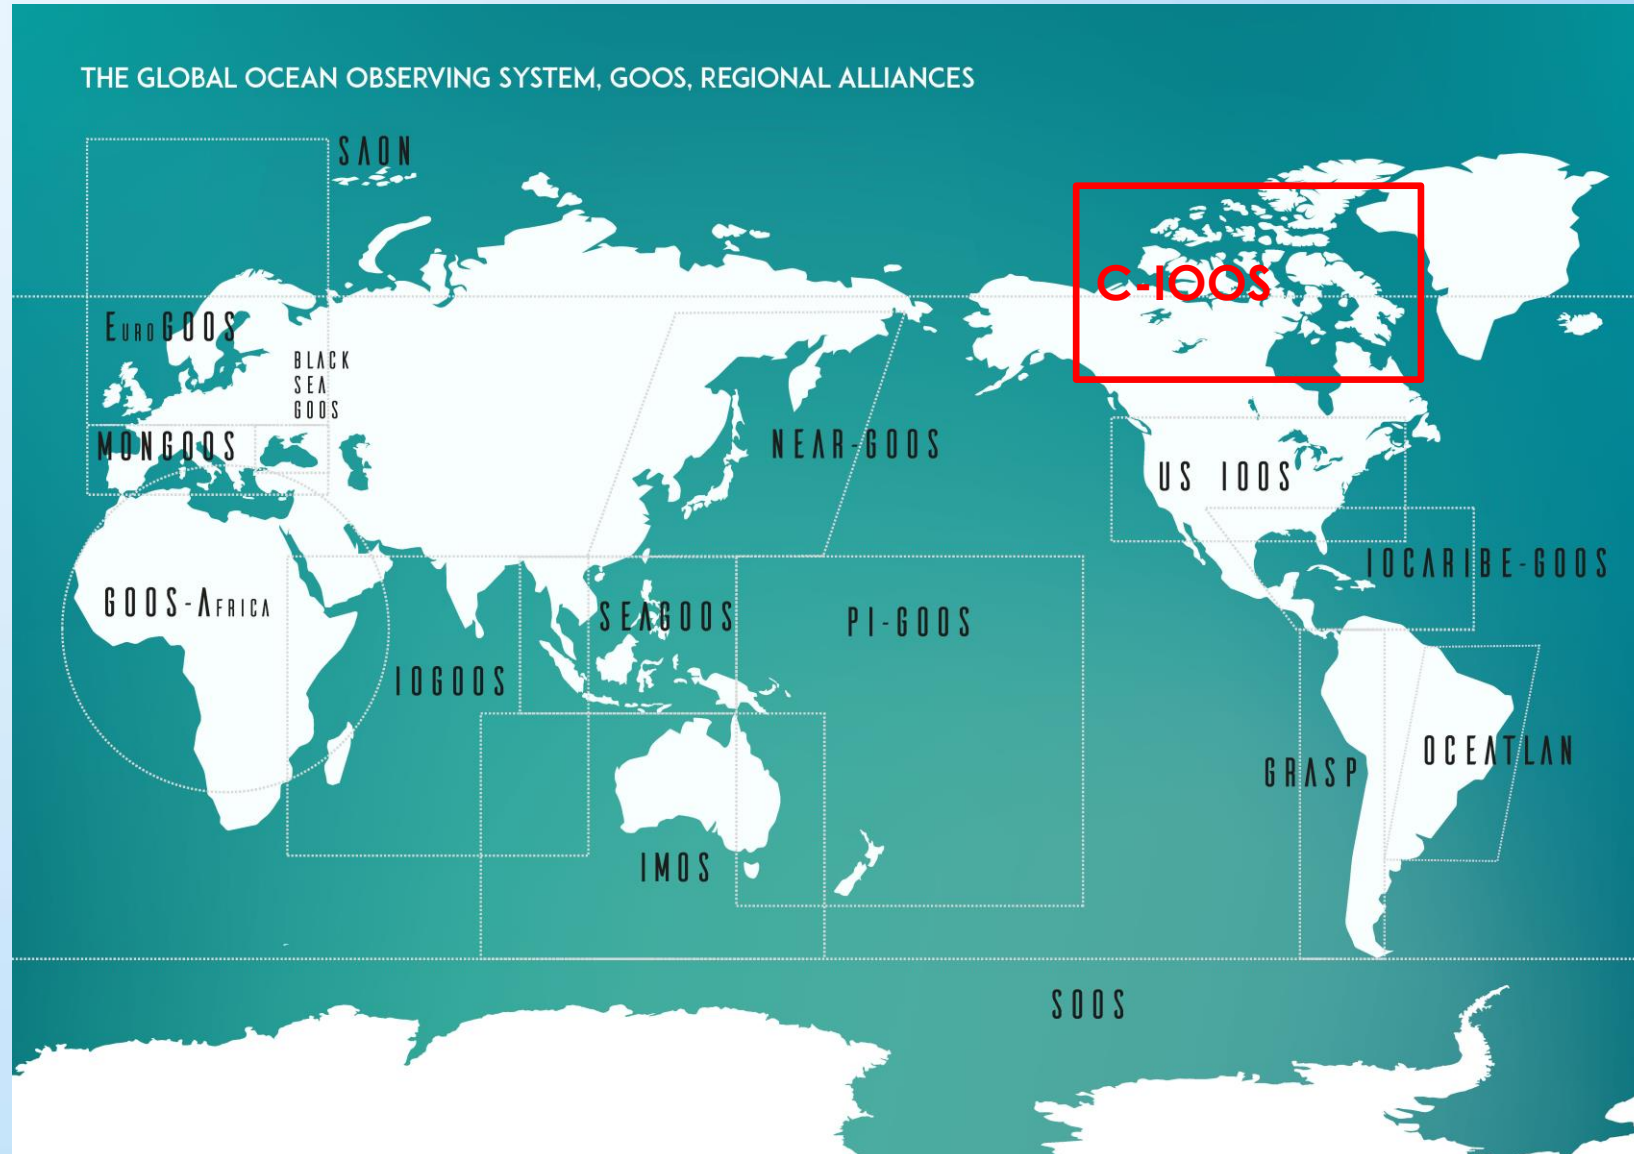 THE GLOBAL OCEAN OBSERVING SYSTEM, GOOS, REGIONAL ALLIANCES
SAON
C-IOOS
EUROGOOS
BLACK
SEA
GOOS
MONGOOS
NEAR-GOOS
US IOOS
IOCARIBE-GOOS
GOOS-AFRICA
SEAGOOS
PI-GOOS
IOGOOS
OCEATLAN
GRASP
IMOS
SOOS